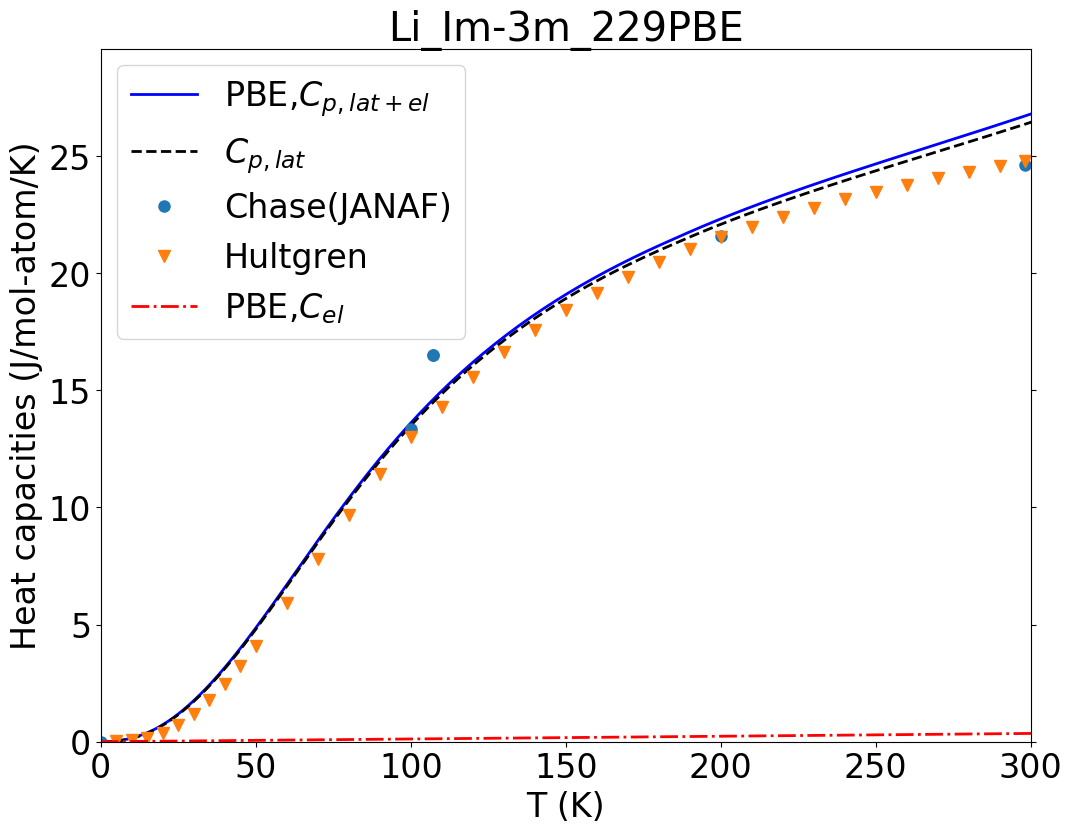 Li_Im-3m_229PBE
PBE,C_{p,lat+el}
C_{p,lat}
Chase(JANAF)
Hultgren
PBE,C_{el}
Heat capacities (J/mol-atom/K)
25
20
15
10
5
0
0 50 100 150 200 250 300
T (K)